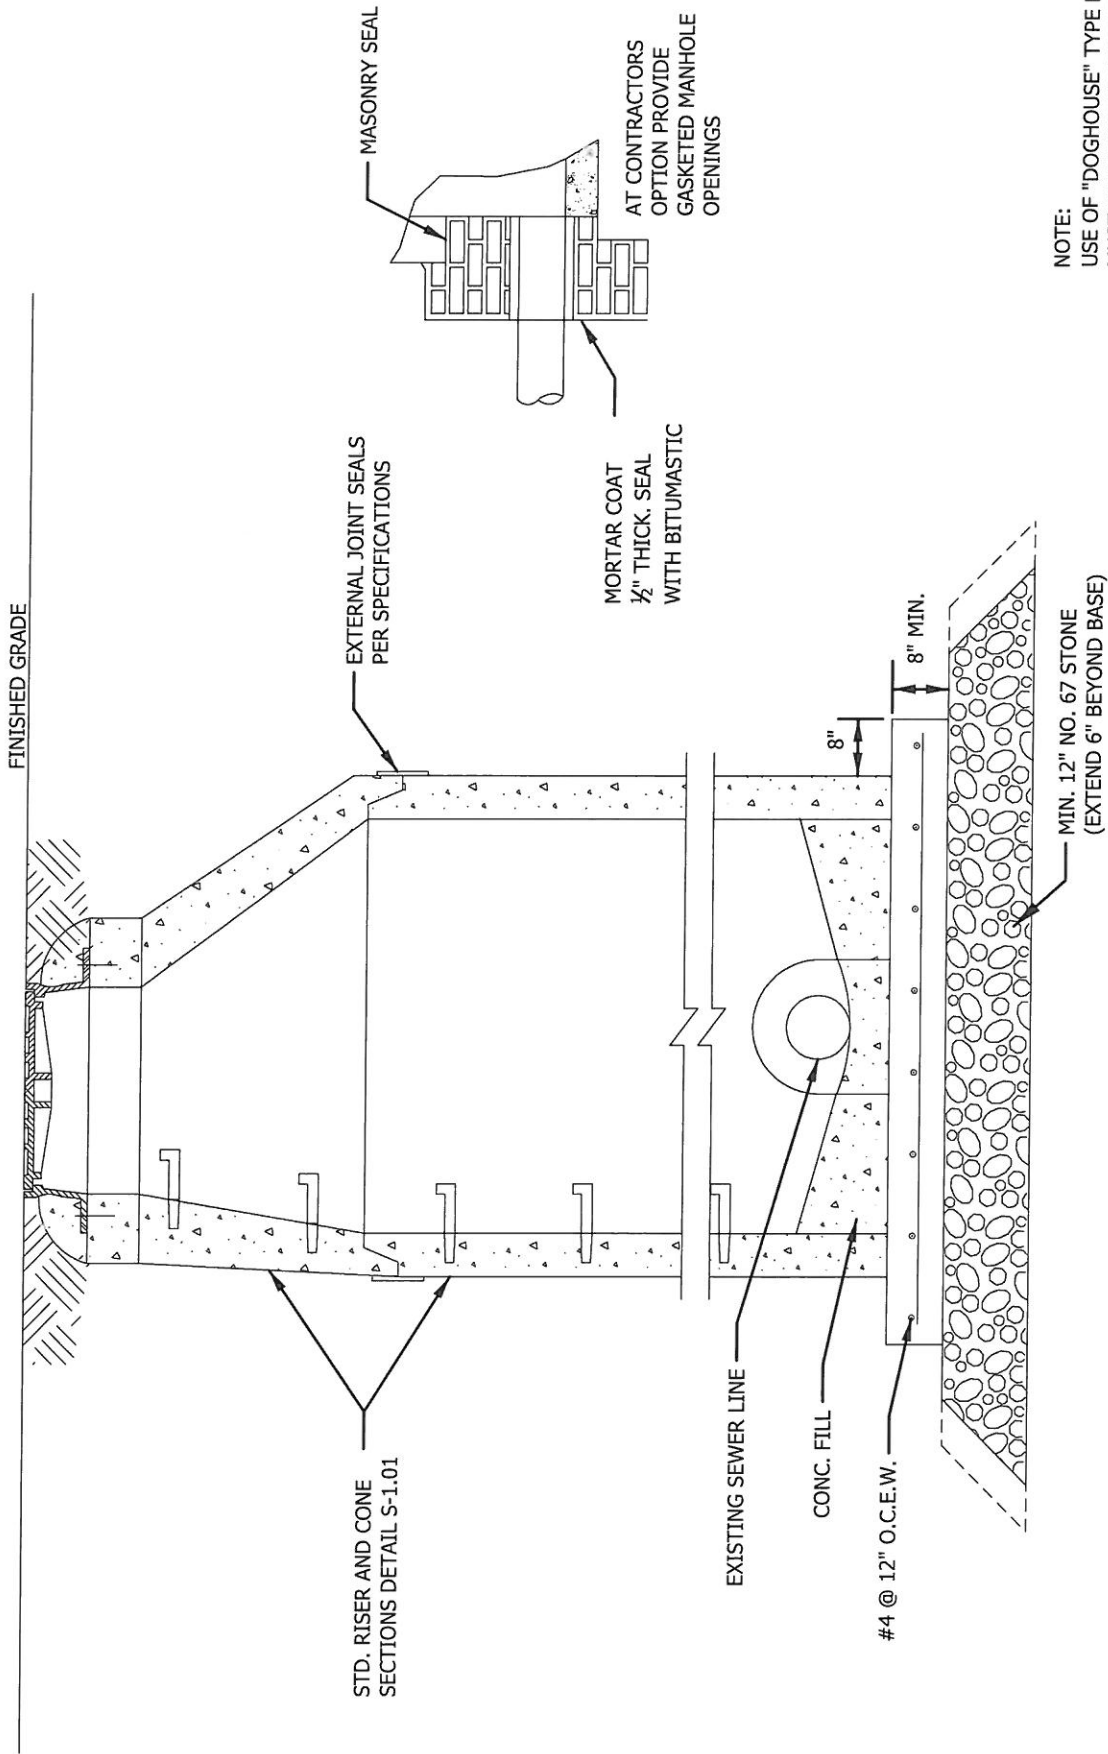 FINISHED GRADE
STD. RISER AND CONE
SECTIONS DETAIL S-1.01
EXTERNAL JOINT SEALS
PER SPECIFICATIONS
MASONRY SEAL
AT CONTRACTORS
OPTION PROVIDE
GASKETED MANHOLE
OPENINGS
MORTAR COAT
½" THICK. SEAL
WITH BITUMASTIC
EXISTING SEWER LINE
CONC. FILL
#4 @ 12" O.C.E.W.
8"
8" MIN.
MIN. 12" NO. 67 STONE
(EXTEND 6" BEYOND BASE)
NOTE:
USE OF "DOGHOUSE" TYPE